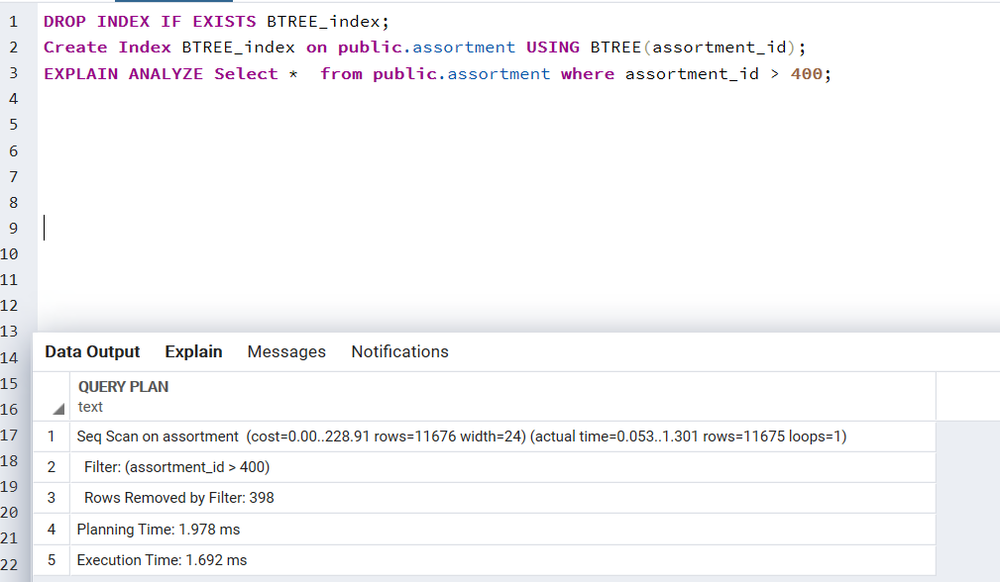 1 DROP INDEX IF EXISTS BTREE_index;
2 Create Index BTREE_index on public.assortment USING BTREE(assortment_id);
3 EXPLAIN ANALYZE Select *  from public.assortment where assortment_id > 400;
4
5
6
7
8
9
10
11
12
13
14
15
16
17
18
19
20
21
22
Data Output Explain Messages Notifications
QUERY PLAN
text
1 Seq Scan on assortment  (cost=0.00..228.91 rows=11676 width=24) (actual time=0.053..1.301 rows=11675 loops=1)
2 Filter: (assortment_id > 400)
3 Rows Removed by Filter: 398
4 Planning Time: 1.978 ms
5 Execution Time: 1.692 ms